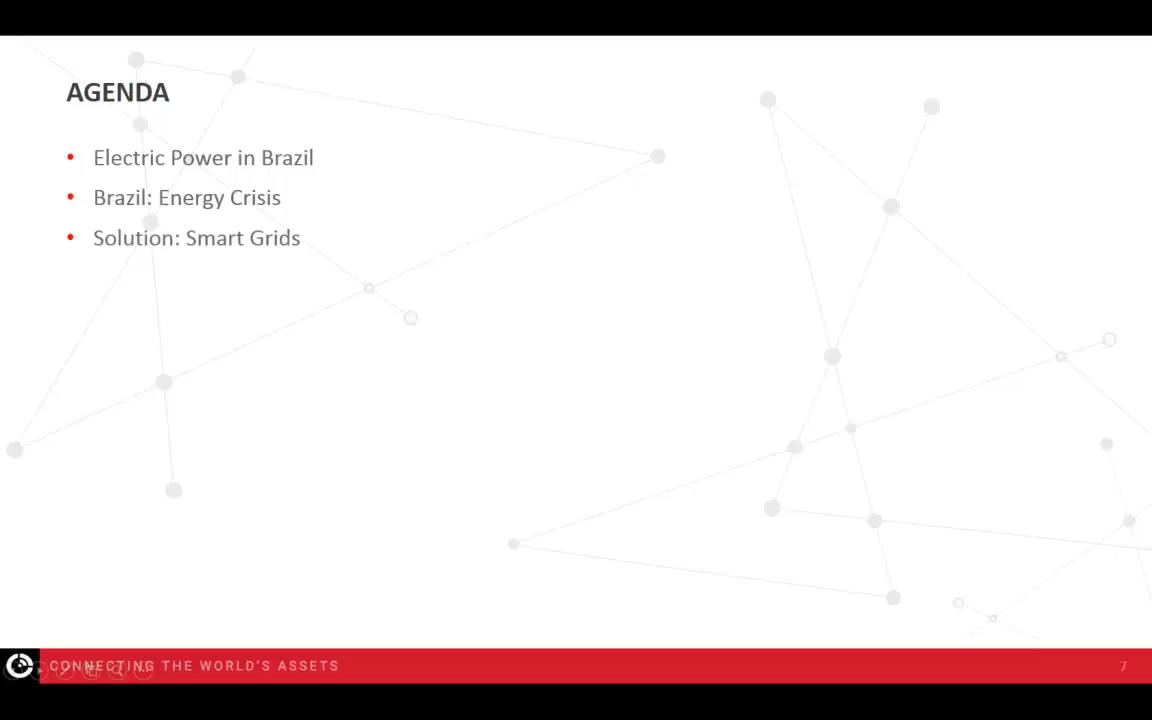 AGENDA
• Electric Power in Brazil
• Brazil: Energy Crisis
• Solution: Smart Grids
CONNECTING THE WORLD'S ASSETS
7